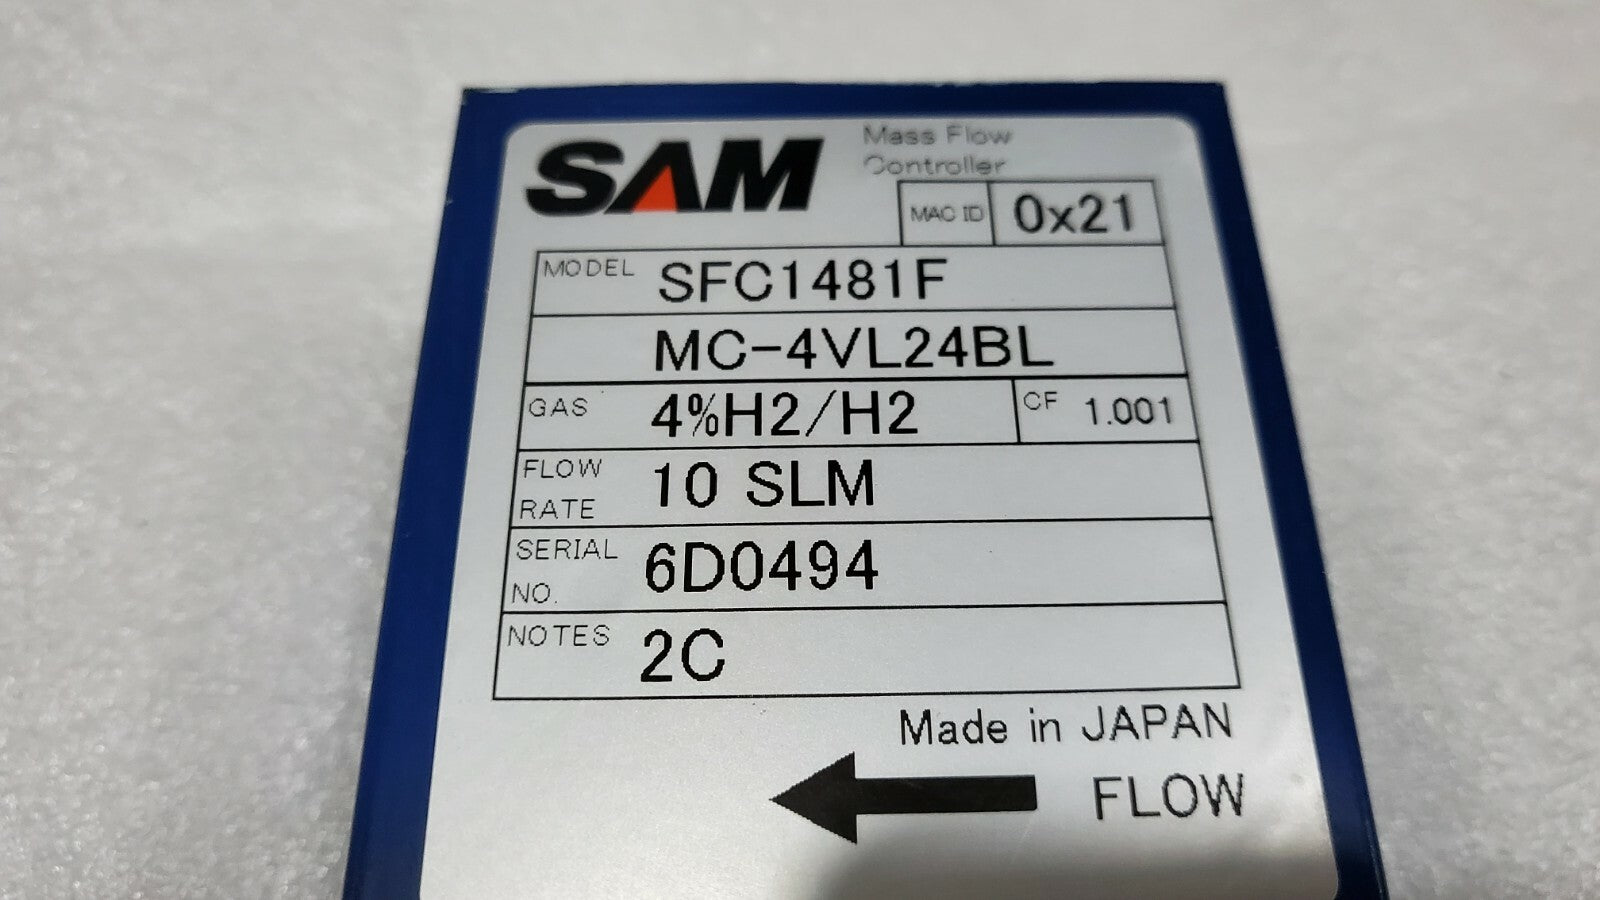 SAM Mass Flow
Controller
MAC ID 0x21
MODEL SFC1481F
MC-4VL24BL
GAS 4%H2/H2 CF 1.001
FLOW
RATE 10 SLM
SERIAL
NO. 6D0494
NOTES 2C
Made in JAPAN
FLOW